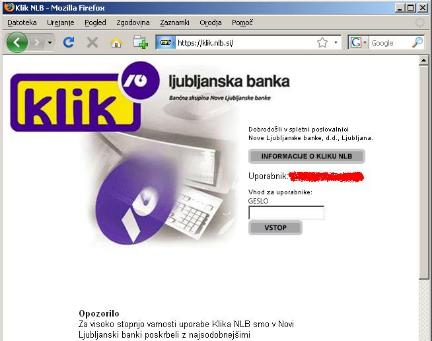 Klik NLB - Mozilla Firefox
Datoteka Urejanje Pogled Zgodovina Zaznamki Orodja Pomoč
https://klik.nlb.si/
Google
klik
ljubljanska banka
Bančna skupina Nove Ljubljanske banke
Dobrodošli v spletni poslovalnici
Nove Ljubljanske banke, d.d., Ljubljana.
INFORMACIJE O KLIKU NLB
Uporabnik:
Vhod za uporabnike:
GESLO
VSTOP
Opozorilo
Za visoko stopnjo varnosti uporabe Klika NLB smo v Novi
Ljubljanski banki poskrbeli z najsodobnejšimi